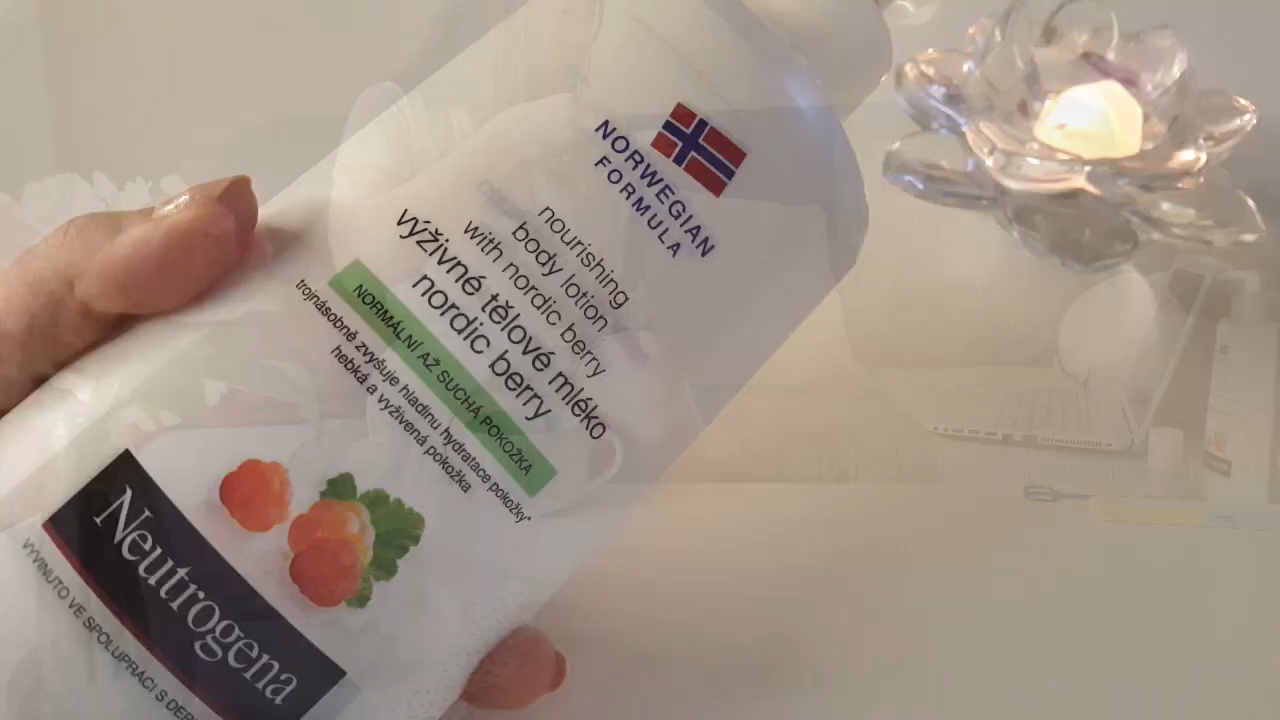 NORWEGIAN
FORMULA
nourishing
body lotion
with nordic berry
výživné tělové mléko
nordic berry
NORMÁLNÍ AŽ SUCHÁ POKOŽKA
trojnásobně zvyšuje hladinu hydratace pokožky*
hebká a vyživená pokožka
Neutrogena
VYVINUTO VE SPOLUPRÁCI S